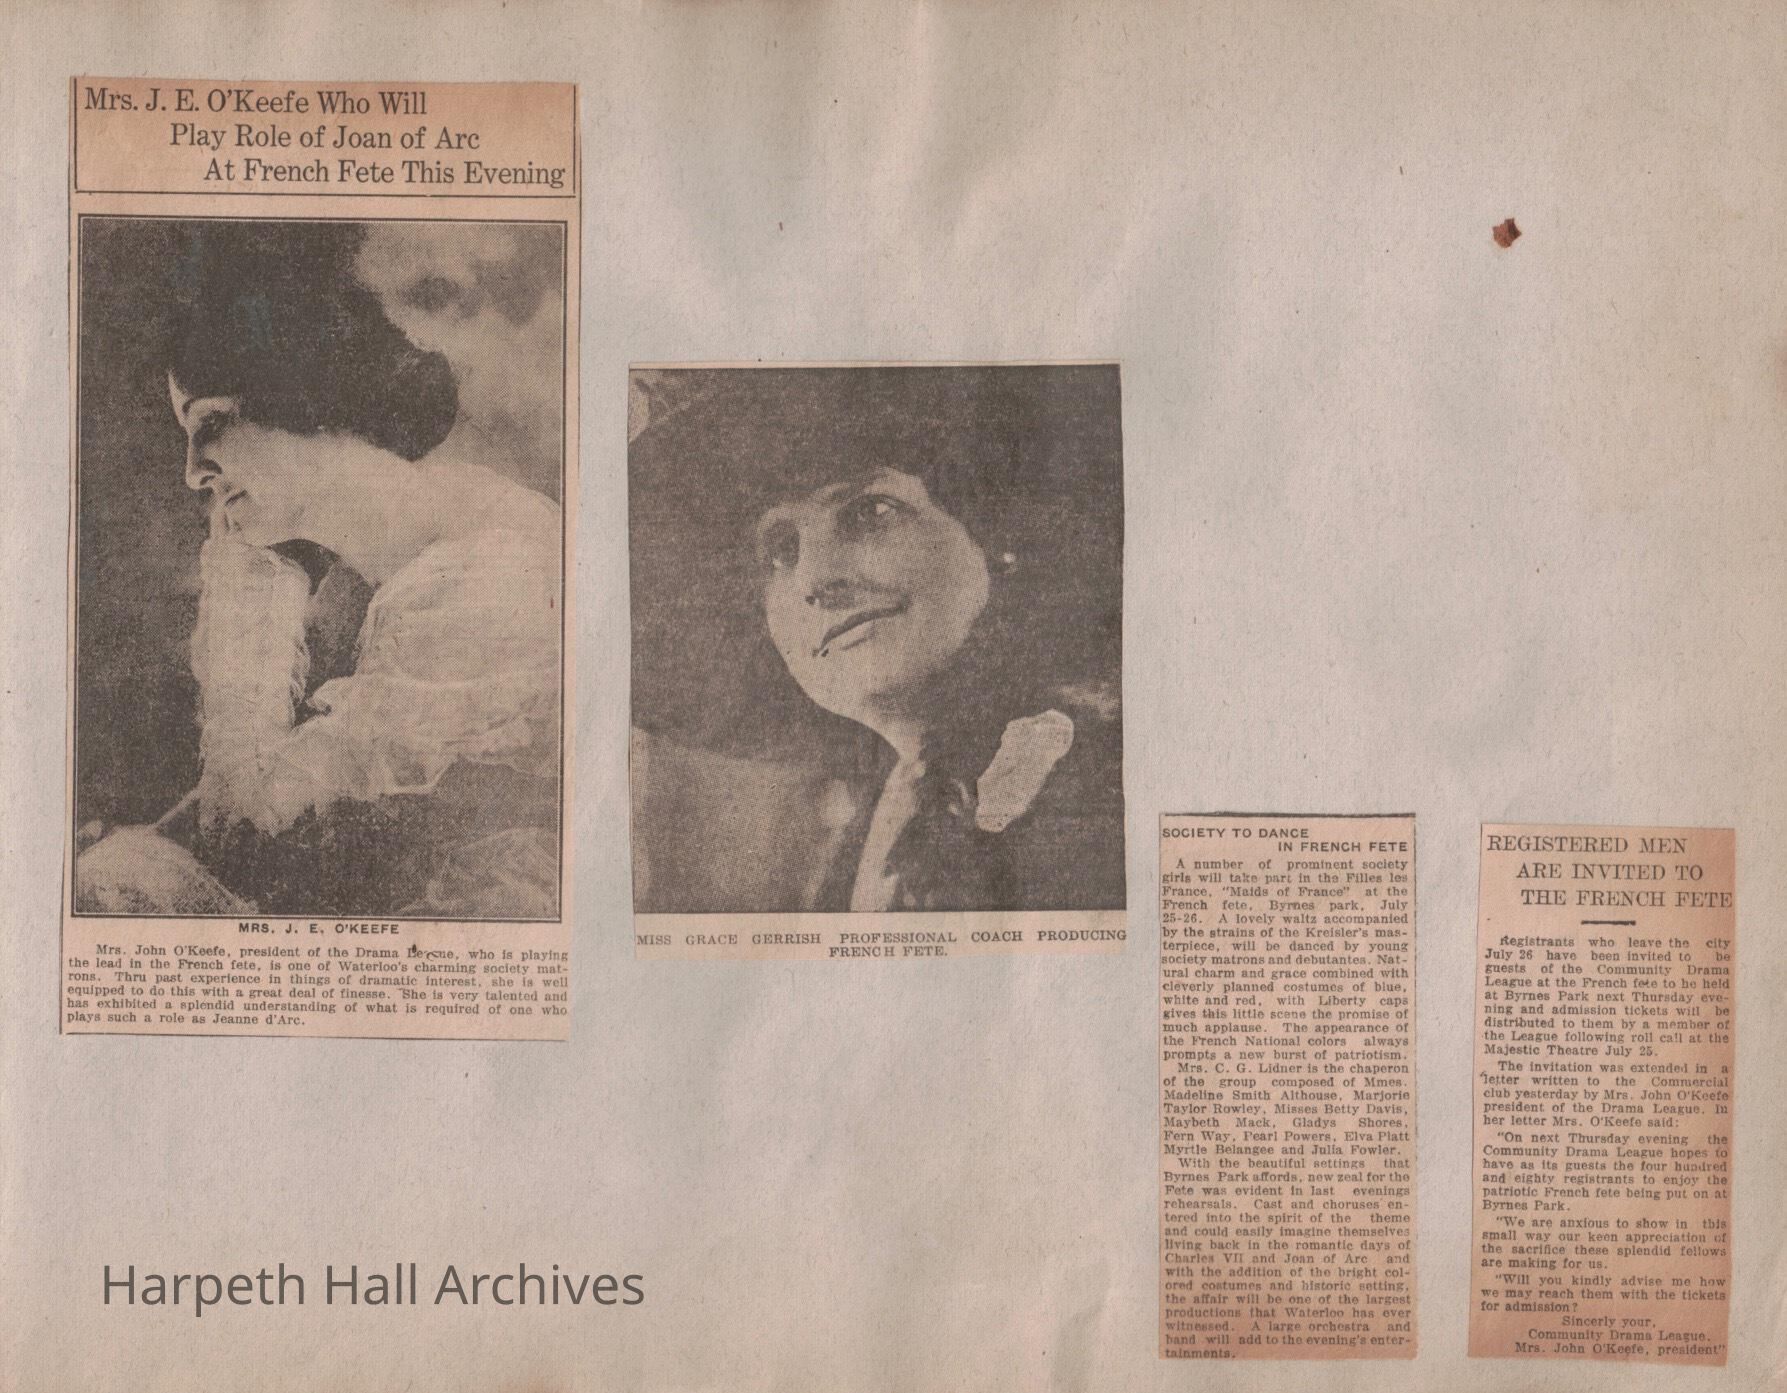 Mrs. J. E. O'Keefe Who Will
Play Role of Joan of Arc
At French Fete This Evening
MRS. J. E. O'KEEFE
Mrs. John O'Keefe, president of the Drama League, who is playing
the lead in the French fete, is one of Waterloo's charming society mat-
rons. Thru past experience in things of dramatic interest, she is well
equipped to do this with a great deal of finesse. She is very talented and
has exhibited a splendid understanding of what is required of one who
plays such a role as Jeanne d'Arc.
MISS GRACE GERRISH PROFESSIONAL COACH PRODUCING
FRENCH FETE.
SOCIETY TO DANCE
IN FRENCH FETE
A number of prominent society
girls will take part in the Filles les
France, "Maids of France" at the
French fete, Byrnes park, July
25-26. A lovely waltz accompanied
by the strains of the Kreisler's mas-
terpiece, will be danced by young
society matrons and debutantes. Nat-
ural charm and grace combined with
cleverly planned costumes of blue,
white and red, with Liberty caps
gives this little scene the promise of
much applause. The appearance of
the French National colors always
prompts a new burst of patriotism.
Mrs. C. G. Lidner is the chaperon
of the group composed of Mmes.
Madeline Smith Althouse, Marjorie
Taylor Rowley, Misses Betty Davis,
Maybeth Mack, Gladys Shores,
Fern Way, Pearl Powers, Elva Platt
Myrtle Belangee and Julia Fowler.
With the beautiful settings that
Byrnes Park affords, new zeal for the
Fete was evident in last evenings
rehearsals. Cast and choruses en-
tered into the spirit of the theme
and could easily imagine themselves
living back in the romantic days of
Charles VII and Joan of Arc and
with the addition of the bright col-
ored costumes and historic setting,
the affair will be one of the largest
productions that Waterloo has ever
witnessed. A large orchestra and
band will add to the evening's enter-
tainments.
REGISTERED MEN
ARE INVITED TO
THE FRENCH FETE
Registrants who leave the city
July 26 have been invited to be
guests of the Community Drama
League at the French fete to he held
at Byrnes Park next Thursday eve-
ning and admission tickets will be
distributed to them by a member of
the League following roll call at the
Majestic Theatre July 25.
The invitation was extended in a
letter written to the Commercial
club yesterday by Mrs. John O'Keefe
president of the Drama League. In
her letter Mrs. O'Keefe said:
"On next Thursday evening the
Community Drama League hopes to
have as its guests the four hundred
and eighty registrants to enjoy the
patriotic French fete being put on at
Byrnes Park.
"We are anxious to show in this
small way our keen appreciation of
the sacrifice these splendid fellows
are making for us.
"Will you kindly advise me how
we may reach them with the tickets
for admission?
Sincerly your,
Community Drama League.
Mrs. John O'Keefe, president"
Harpeth Hall Archives